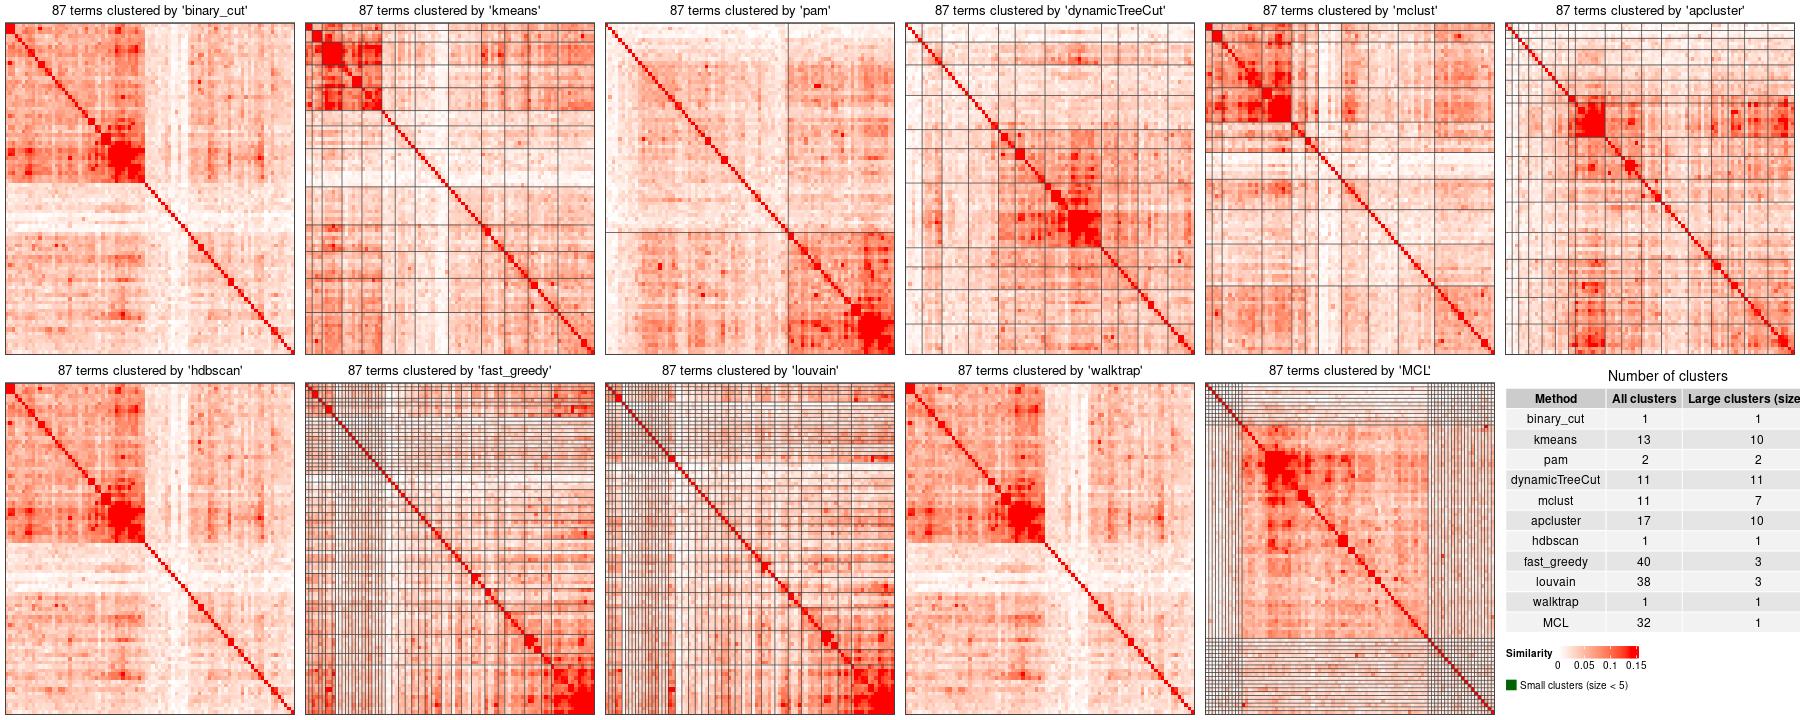 87 terms clustered by 'binary_cut'
87 terms clustered by 'kmeans'
87 terms clustered by 'pam'
87 terms clustered by 'dynamicTreeCut'
87 terms clustered by 'mclust'
87 terms clustered by 'apcluster'
87 terms clustered by 'hdbscan'
87 terms clustered by 'fast_greedy'
87 terms clustered by 'louvain'
87 terms clustered by 'walktrap'
87 terms clustered by 'MCL'
Number of clusters
Method All clusters Large clusters (size
binary_cut 1 1
kmeans 13 10
pam 2 2
dynamicTreeCut 11 11
mclust 11 7
apcluster 17 10
hdbscan 1 1
fast_greedy 40 3
louvain 38 3
walktrap 1 1
MCL 32 1
Similarity
0 0.05 0.1 0.15
Small clusters (size < 5)